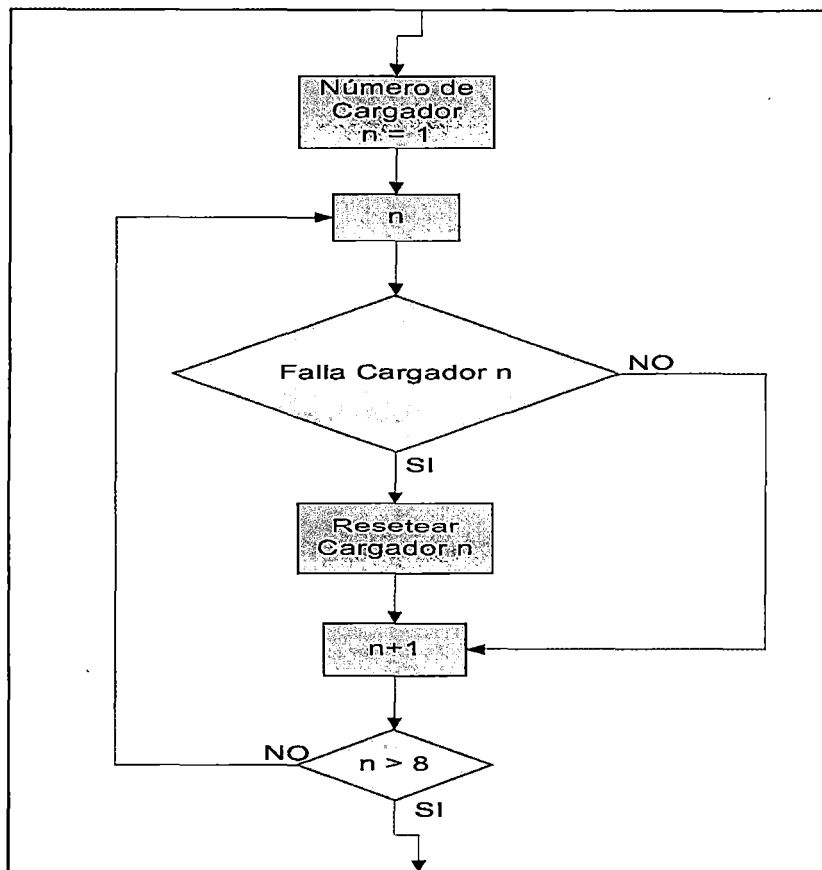 Número de
Cargador
n = 1
n
Falla Cargador n
NO
SI
Resetear
Cargador n
n+1
NO
n > 8
SI